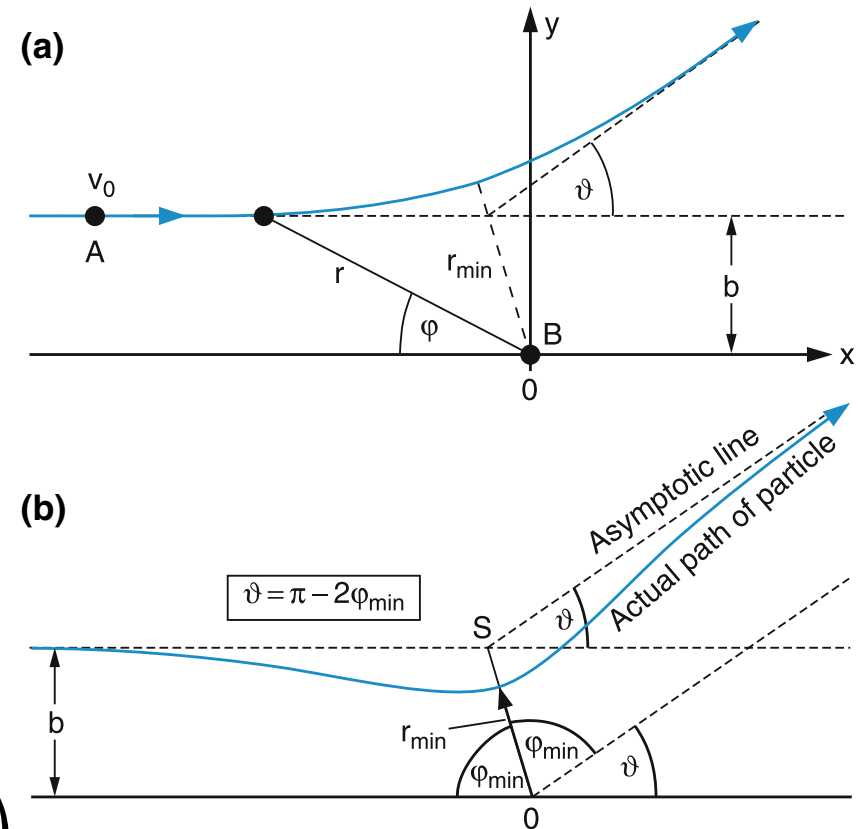 (a)
y
v0
A
ϑ
r
rmin
b
φ
B
x
0
(b)
Asymptotic line
Actual path of particle
ϑ = π − 2φmin
S
ϑ
b
rmin
φmin
φmin
ϑ
0